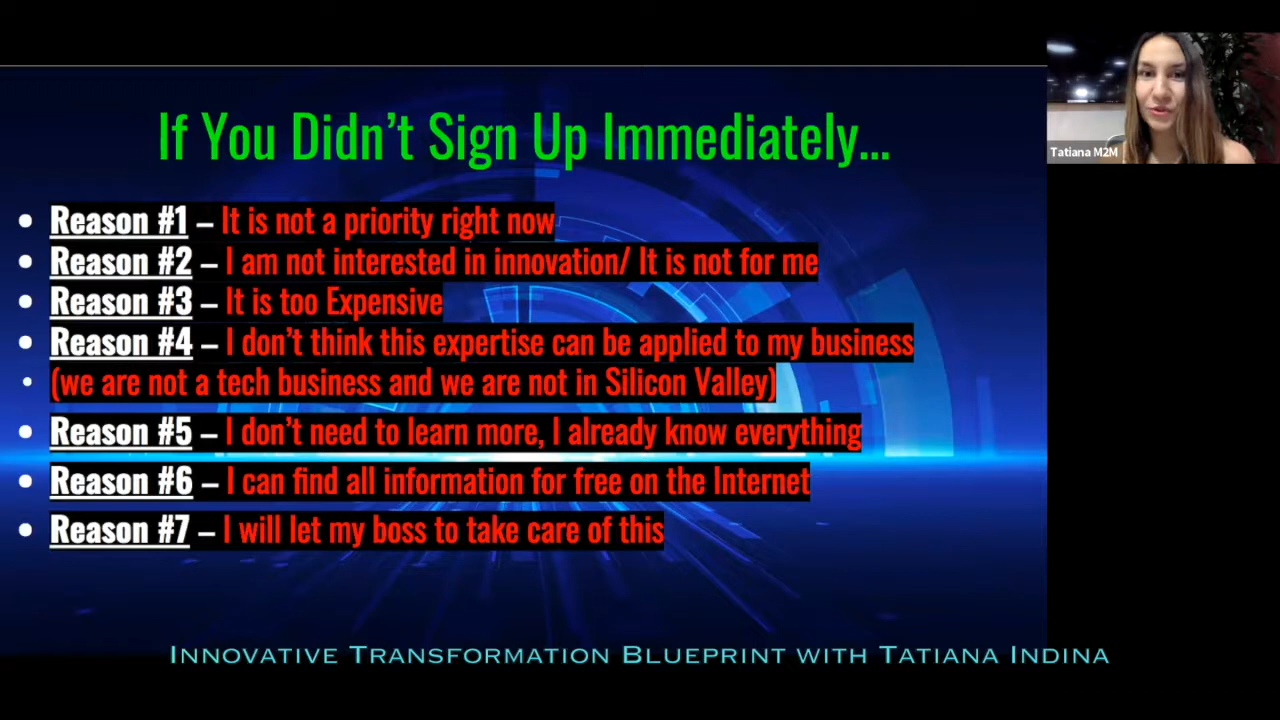 If You Didn't Sign Up Immediately...
Tatiana M2M
Reason #1 – It is not a priority right now
Reason #2 – I am not interested in innovation/ It is not for me
Reason #3 – It is too Expensive
Reason #4 – I don't think this expertise can be applied to my business
(we are not a tech business and we are not in Silicon Valley)
Reason #5 – I don't need to learn more, I already know everything
Reason #6 – I can find all information for free on the Internet
Reason #7 – I will let my boss to take care of this
Innovative Transformation Blueprint with Tatiana Indina